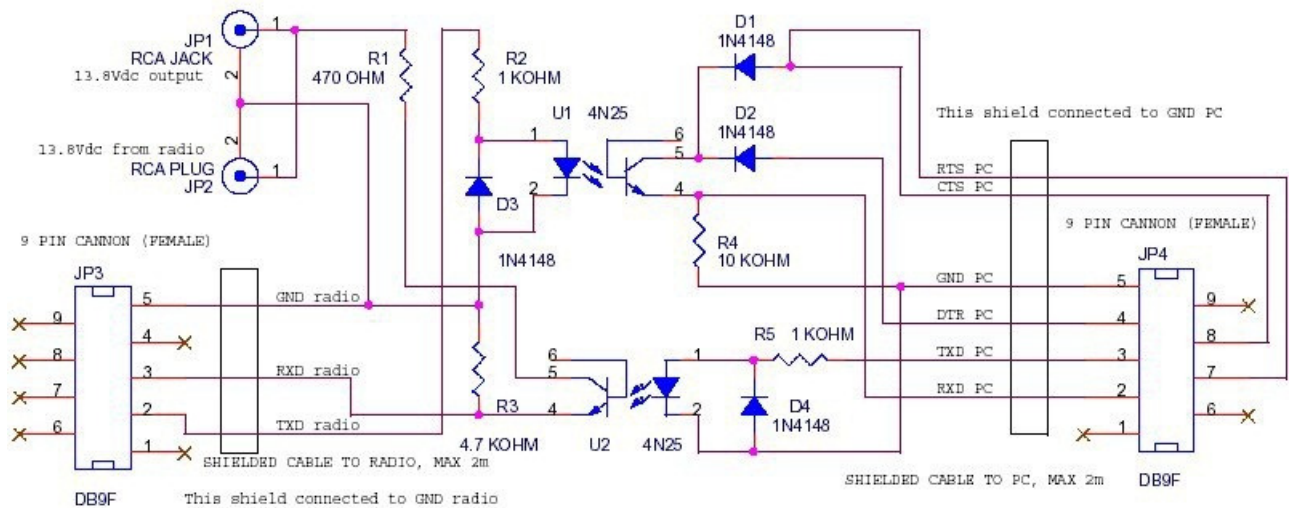 1
JP1
RCA JACK
13.8Vdc output
2
13.8Vdc from radio
2
RCA PLUG
JP2
1
R1
470 OHM
R2
1 KOHM
U1
4N25
1
2
6
5
4
D3
1N4148
D1
1N4148
D2
1N4148
R4
10 KOHM
This shield connected to GND PC
RTS PC
CTS PC
9 PIN CANNON (FEMALE)
JP4
GND PC
DTR PC
TXD PC
RXD PC
5
4
3
2
1
9
8
7
6
DB9F
SHIELDED CABLE TO PC, MAX 2m
9 PIN CANNON (FEMALE)
JP3
9
8
7
6
5
4
3
2
1
DB9F
GND radio
RXD radio
TXD radio
SHIELDED CABLE TO RADIO, MAX 2m
This shield connected to GND radio
R3
4.7 KOHM
6
5
4
U2
4N25
1
2
R5
1 KOHM
D4
1N4148